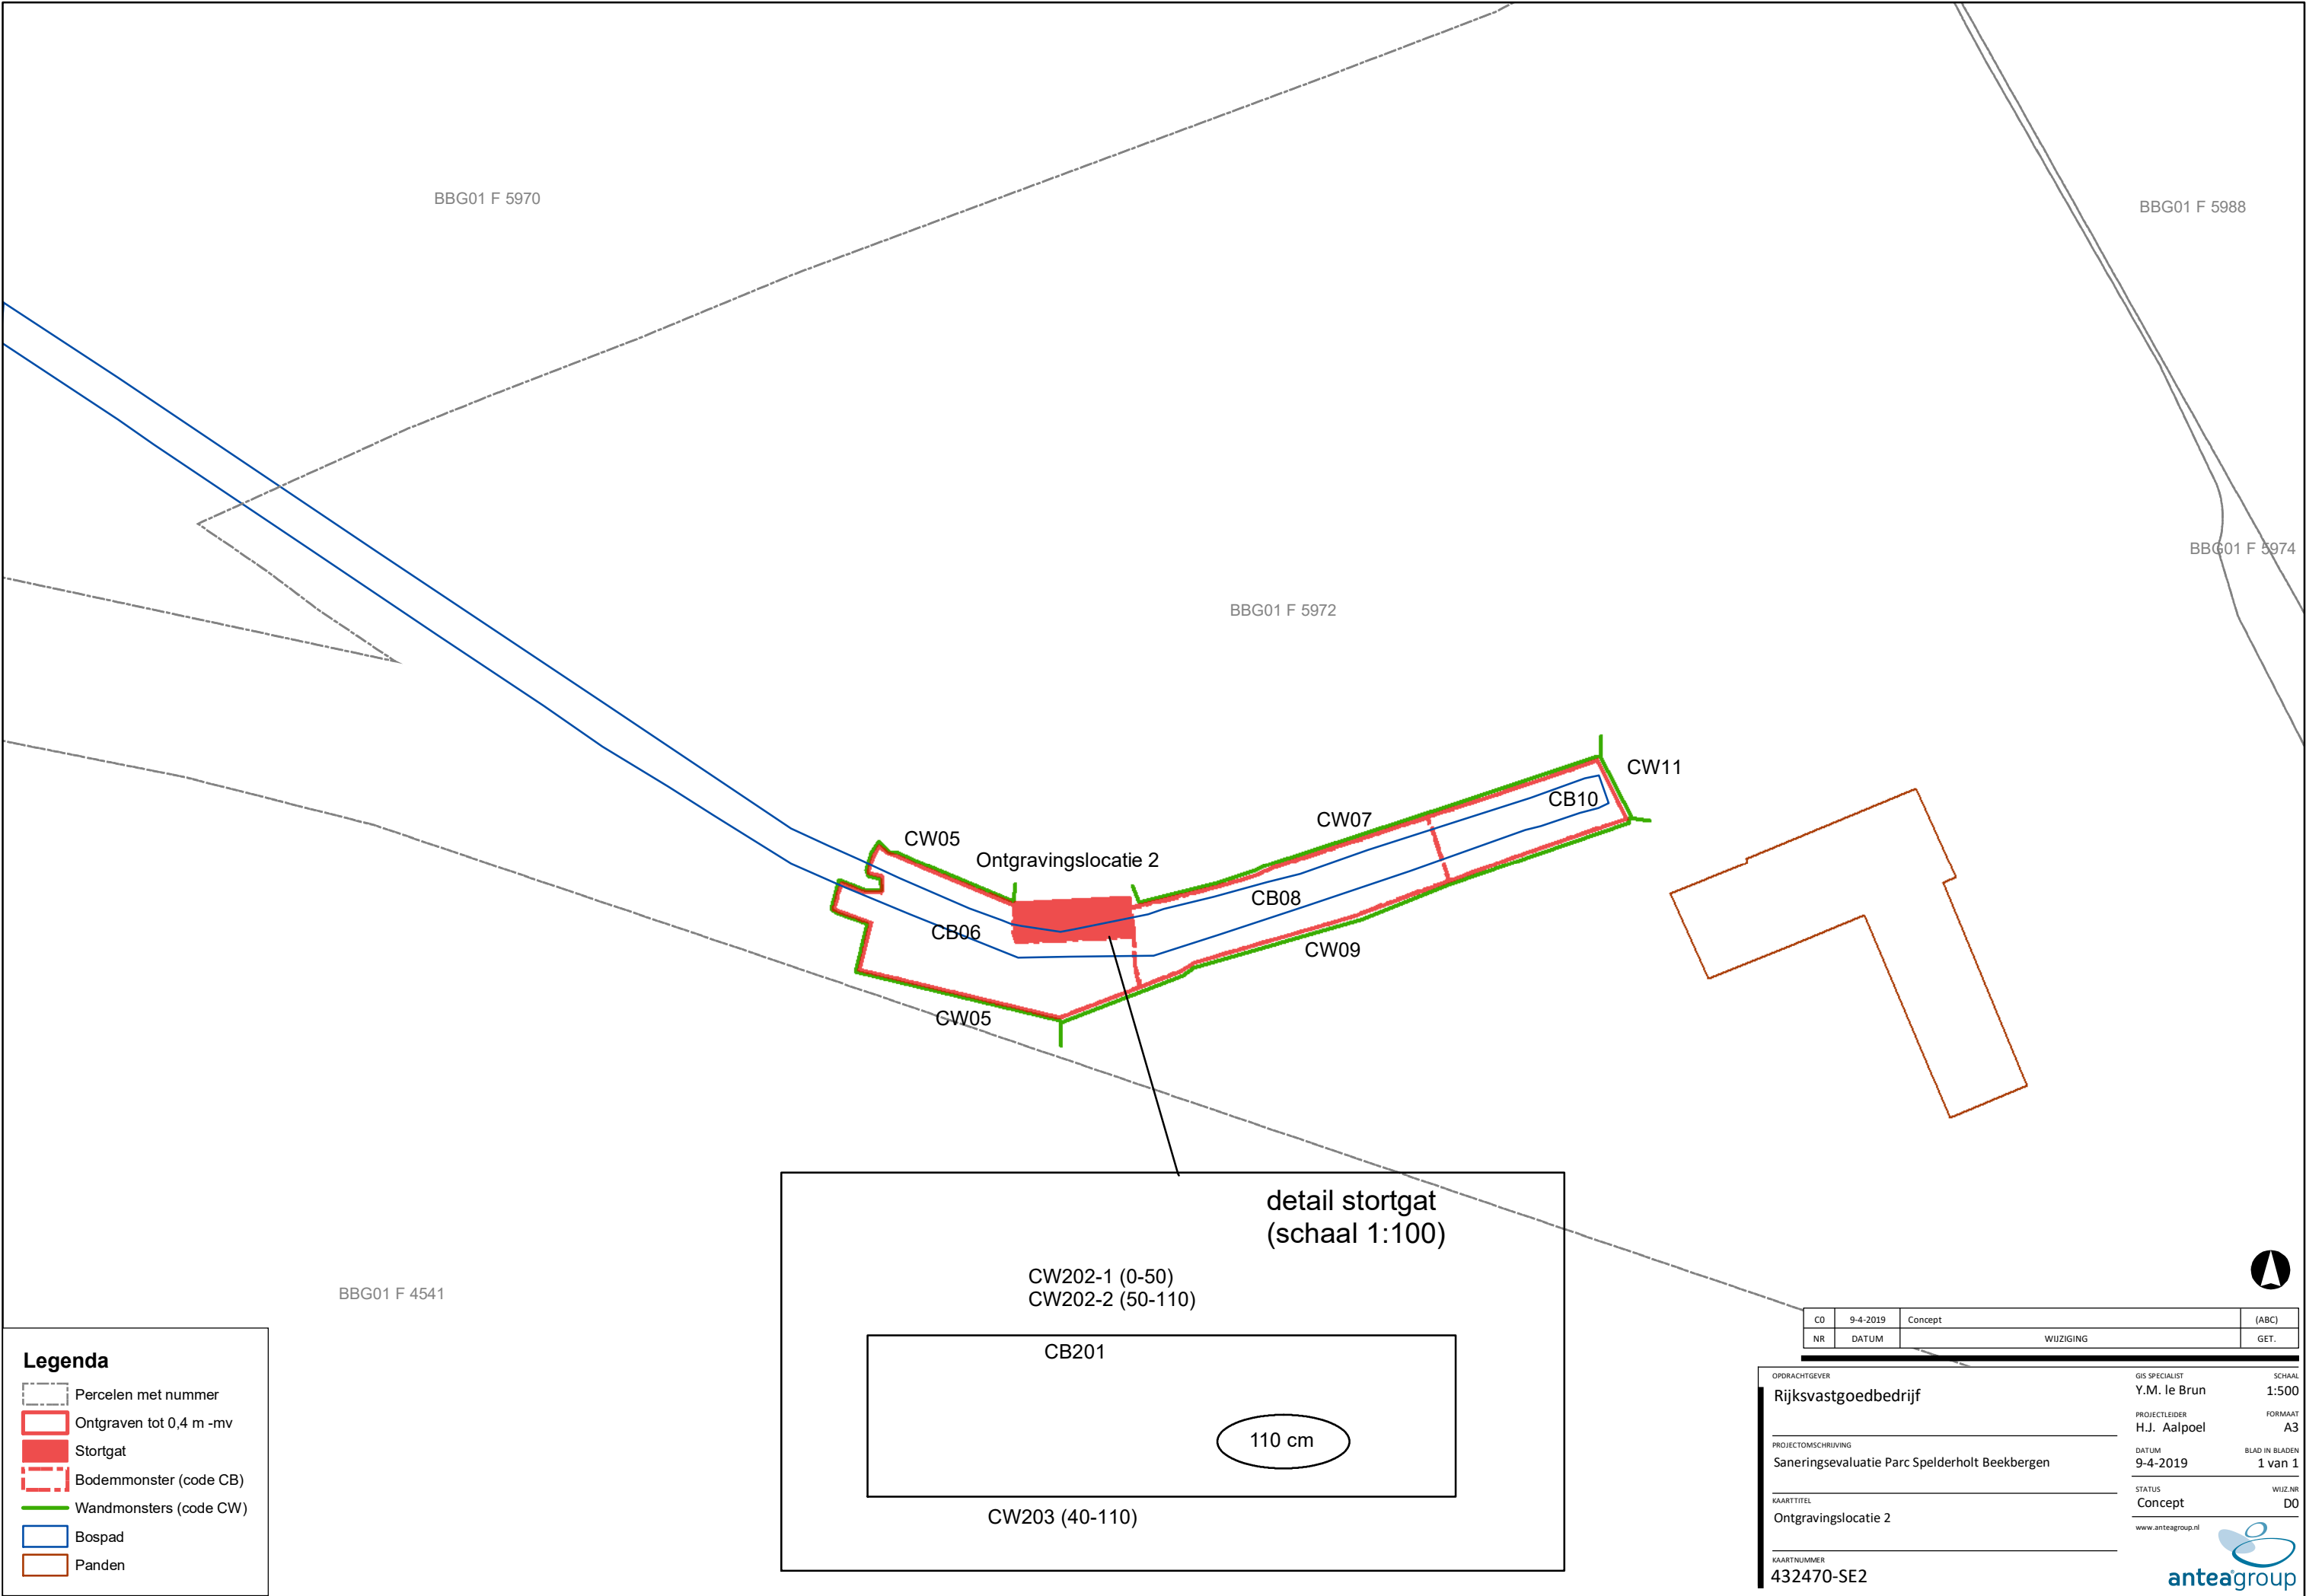 BBG01 F 5970
BBG01 F 5988
BBG01 F 5974
BBG01 F 5972
CW11
CB10
CW07
CW05
Ontgravingslocatie 2
CB08
CB06
CW09
CW05
detail stortgat
(schaal 1:100)
CW202-1 (0-50)
CW202-2 (50-110)
CB201
110 cm
CW203 (40-110)
BBG01 F 4541
Legenda
Percelen met nummer
Ontgraven tot 0,4 m -mv
Stortgat
Bodemmonster (code CB)
Wandmonsters (code CW)
Bospad
Panden
C0 9-4-2019 Concept (ABC)
NR DATUM WIJZIGING GET.
OPDRACHTGEVER
Rijksvastgoedbedrijf
PROJECTOMSCHRIJVING
Saneringsevaluatie Parc Spelderholt Beekbergen
KAARTTITEL
Ontgravingslocatie 2
KAARTNUMMER
432470-SE2
GIS SPECIALIST SCHAAL
Y.M. le Brun 1:500
PROJECTLEIDER FORMAAT
H.J. Aalpoel A3
DATUM BLAD IN BLADEN
9-4-2019 1 van 1
STATUS WIJZ.NR
Concept D0
www.anteagroup.nl
anteagroup